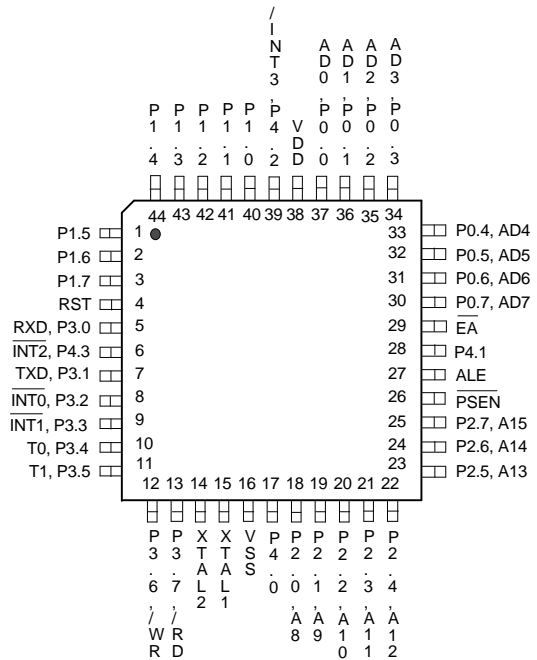 /INT3, P4.2
AD0, P0.0
AD1, P0.1
AD2, P0.2
AD3, P0.3
P1.4
P1.3
P1.2
P1.1
P1.0
VDD
44 43 42 41 40 39 38 37 36 35 34
P1.5 1
P1.6 2
P1.7 3
RST 4
RXD, P3.0 5
INT2, P4.3 6
TXD, P3.1 7
INT0, P3.2 8
INT1, P3.3 9
T0, P3.4 10
T1, P3.5 11
33 P0.4, AD4
32 P0.5, AD5
31 P0.6, AD6
30 P0.7, AD7
29 EA
28 P4.1
27 ALE
26 PSEN
25 P2.7, A15
24 P2.6, A14
23 P2.5, A13
12 13 14 15 16 17 18 19 20 21 22
P3.6, /WR
P3.7, /RD
XTAL2
XTAL1
VSS
P4.0
P2.0, A8
P2.1, A9
P2.2, A10
P2.3, A11
P2.4, A12